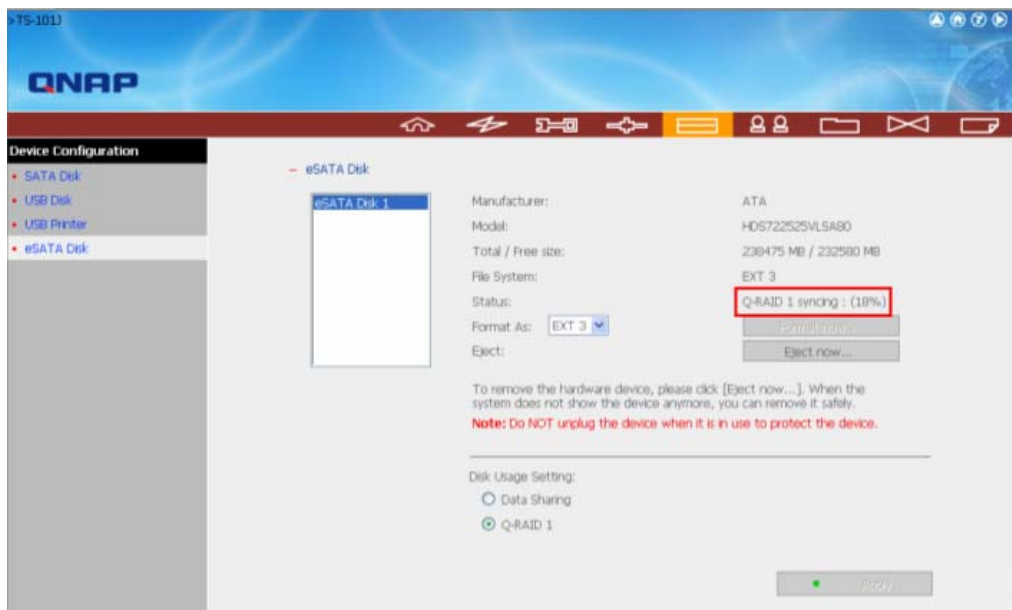 >TS-101J
QNAP
Device Configuration
• SATA Disk
• USB Disk
• USB Printer
• eSATA Disk
– eSATA Disk
eSATA Disk 1
Manufacturer: ATA
Model: HDS722525VLSA80
Total / Free size: 238475 MB / 232580 MB
File System: EXT 3
Status: Q-RAID 1 syncing : (18%)
Format As: EXT 3 Format now...
Eject: Eject now...
To remove the hardware device, please click [Eject now...]. When the
system does not show the device anymore, you can remove it safely.
Note: Do NOT unplug the device when it is in use to protect the device.
Disk Usage Setting:
Data Sharing
Q-RAID 1
Apply